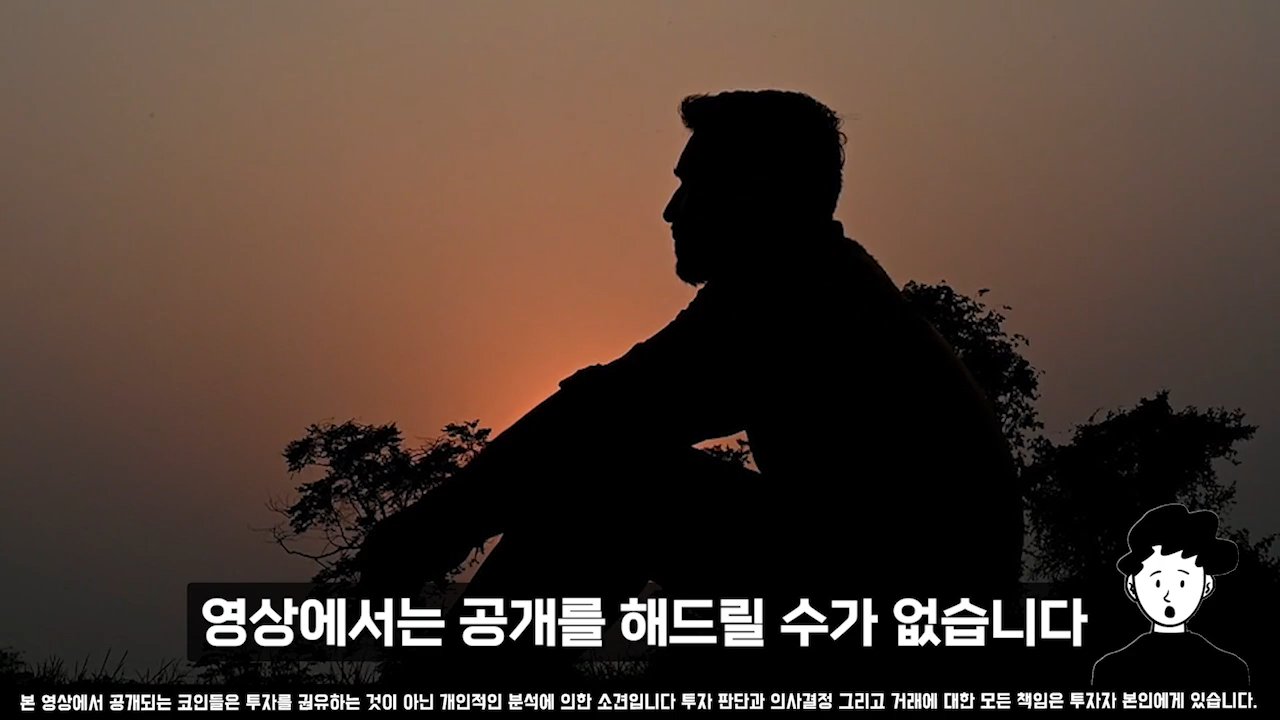 영상에서는 공개를 해드릴 수가 없습니다
본 영상에서 공개되는 코인들은 투자를 권유하는 것이 아닌 개인적인 분석에 의한 소견입니다 투자 판단과 의사결정 그리고 거래에 대한 모든 책임은 투자자 본인에게 있습니다.